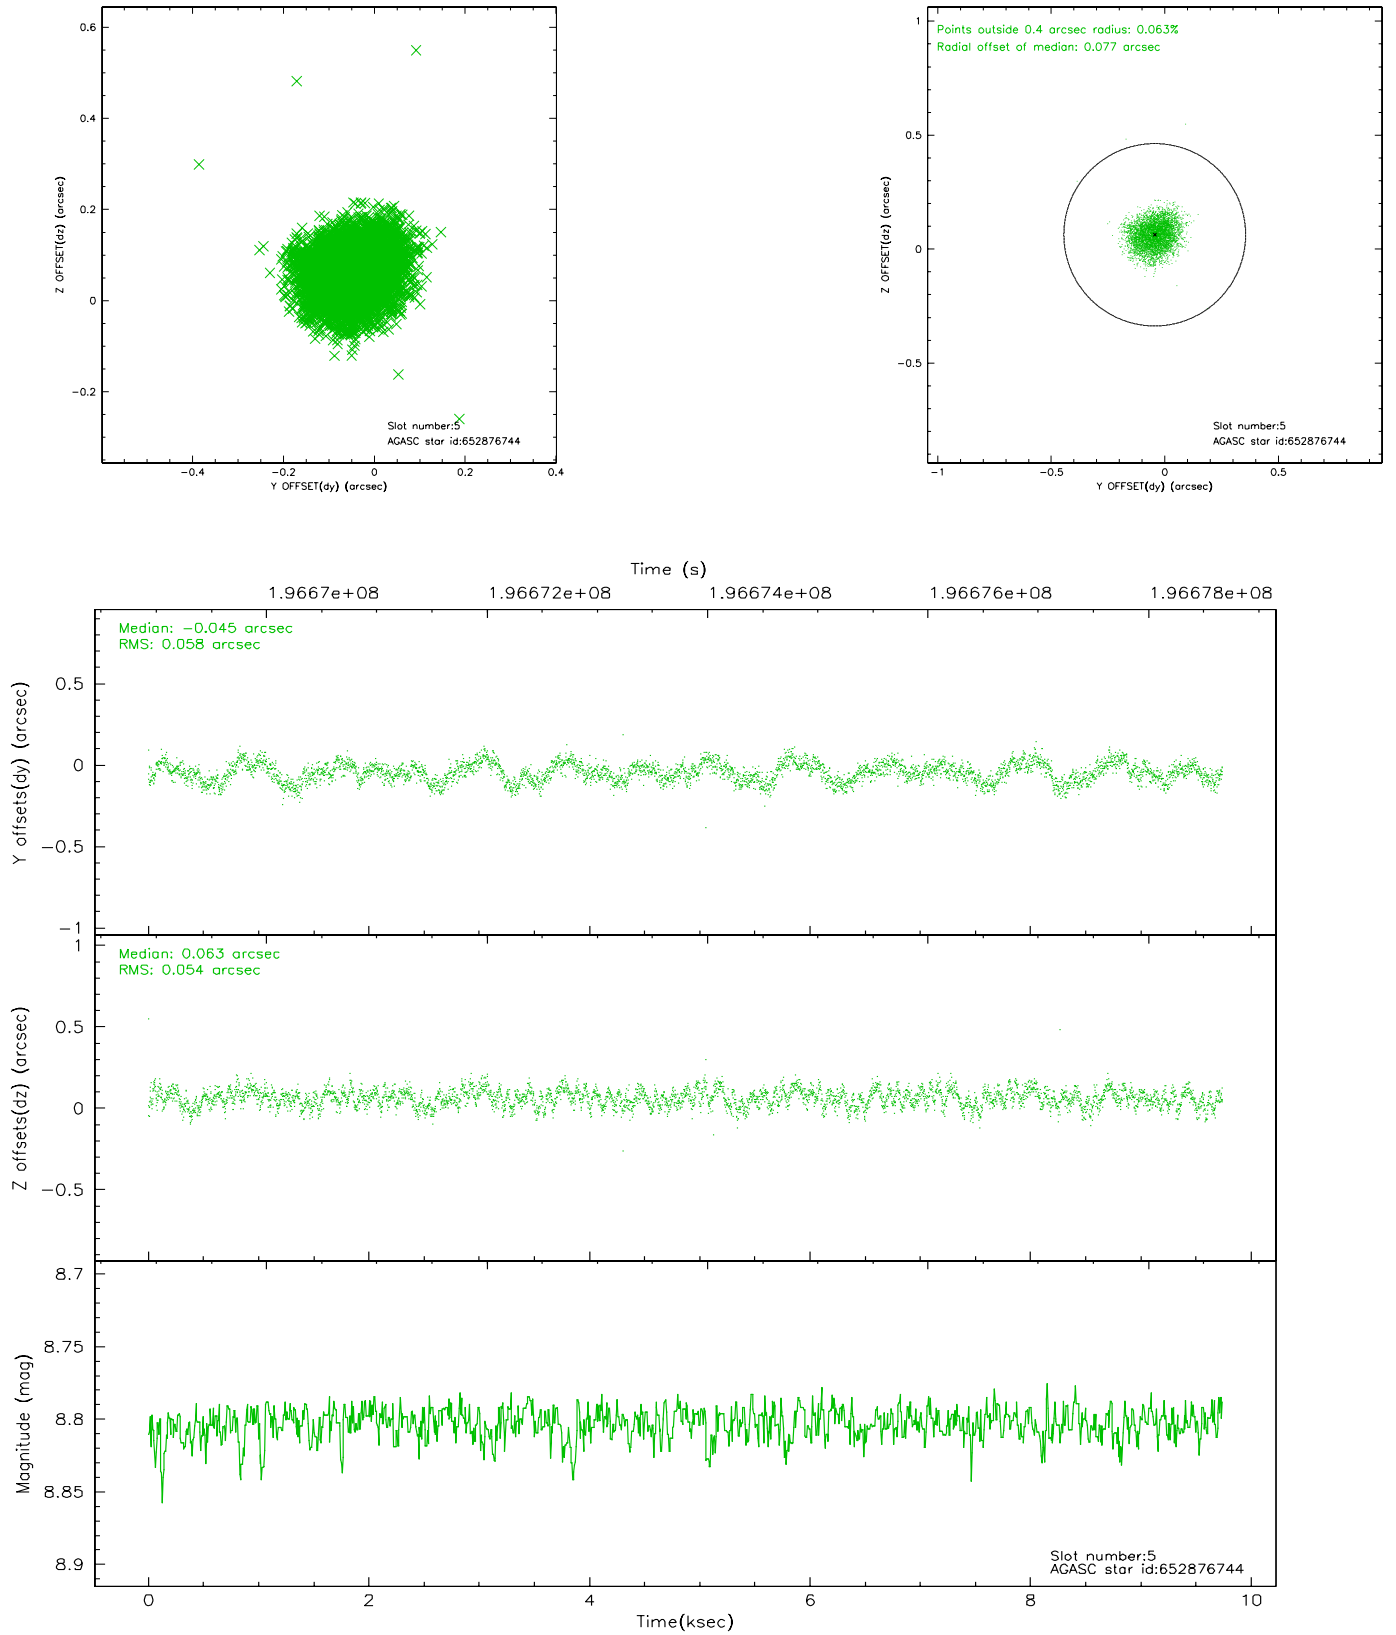 0.6
0.4
0.2
0
−0.2
Z OFFSET(dz) (arcsec)
Slot number:5
AGASC star id:652876744
−0.4 −0.2 0 0.2 0.4
Y OFFSET(dy) (arcsec)
Points outside 0.4 arcsec radius: 0.063%
Radial offset of median: 0.077 arcsec
1
0.5
0
−0.5
Z OFFSET(dz) (arcsec)
Slot number:5
AGASC star id:652876744
−1 −0.5 0 0.5
Y OFFSET(dy) (arcsec)
Time (s)
1.9667e+08 1.96672e+08 1.96674e+08 1.96676e+08 1.96678e+08
Median: −0.045 arcsec
RMS: 0.058 arcsec
0.5
0
−0.5
−1
Y offsets(dy) (arcsec)
Median: 0.063 arcsec
RMS: 0.054 arcsec
1
0.5
0
−0.5
Z offsets(dz) (arcsec)
8.7
8.75
8.8
8.85
8.9
Magnitude (mag)
Slot number:5
AGASC star id:652876744
0 2 4 6 8 10
Time(ksec)